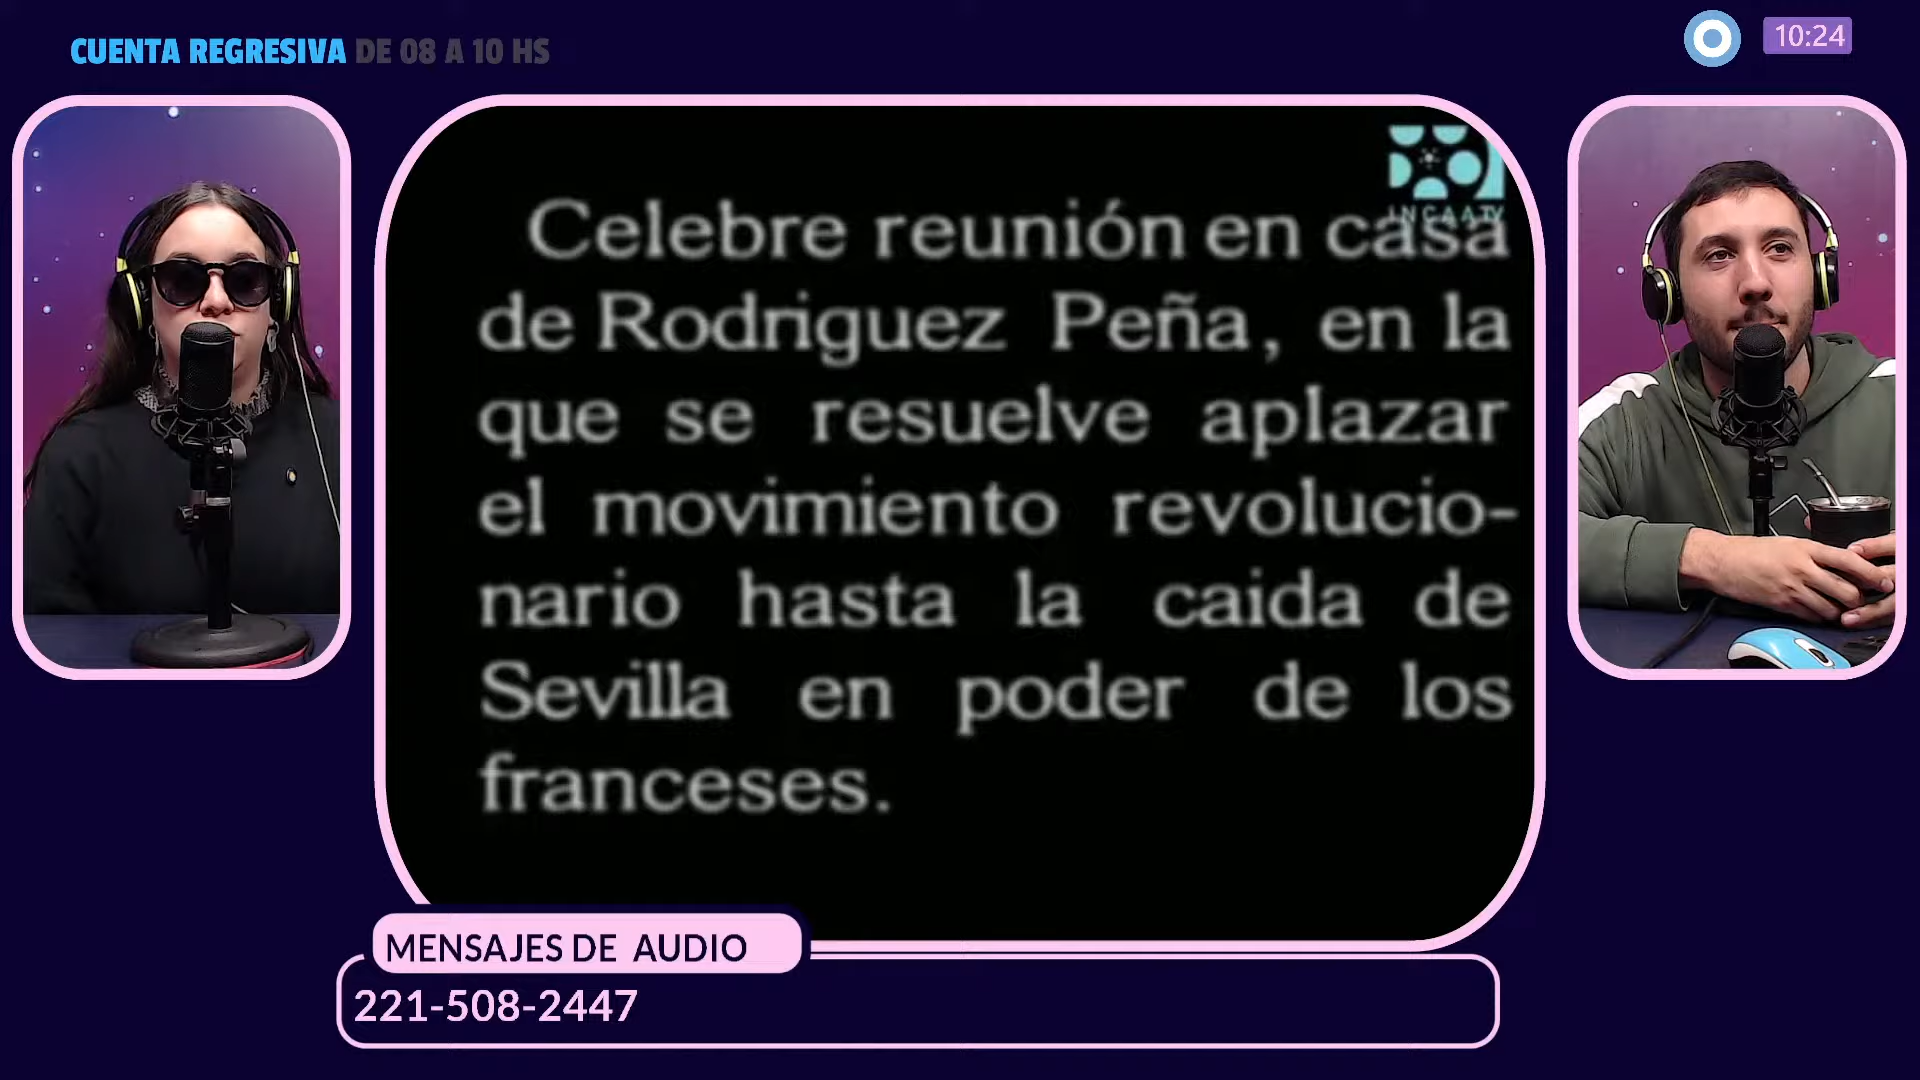 CUENTA REGRESIVA DE 08 A 10 HS
10:24
INCAATV
Celebre reunión en casa
de Rodriguez Peña, en la
que se resuelve aplazar
el movimiento revolucio-
nario hasta la caida de
Sevilla en poder de los
franceses.
MENSAJES DE AUDIO
221-508-2447